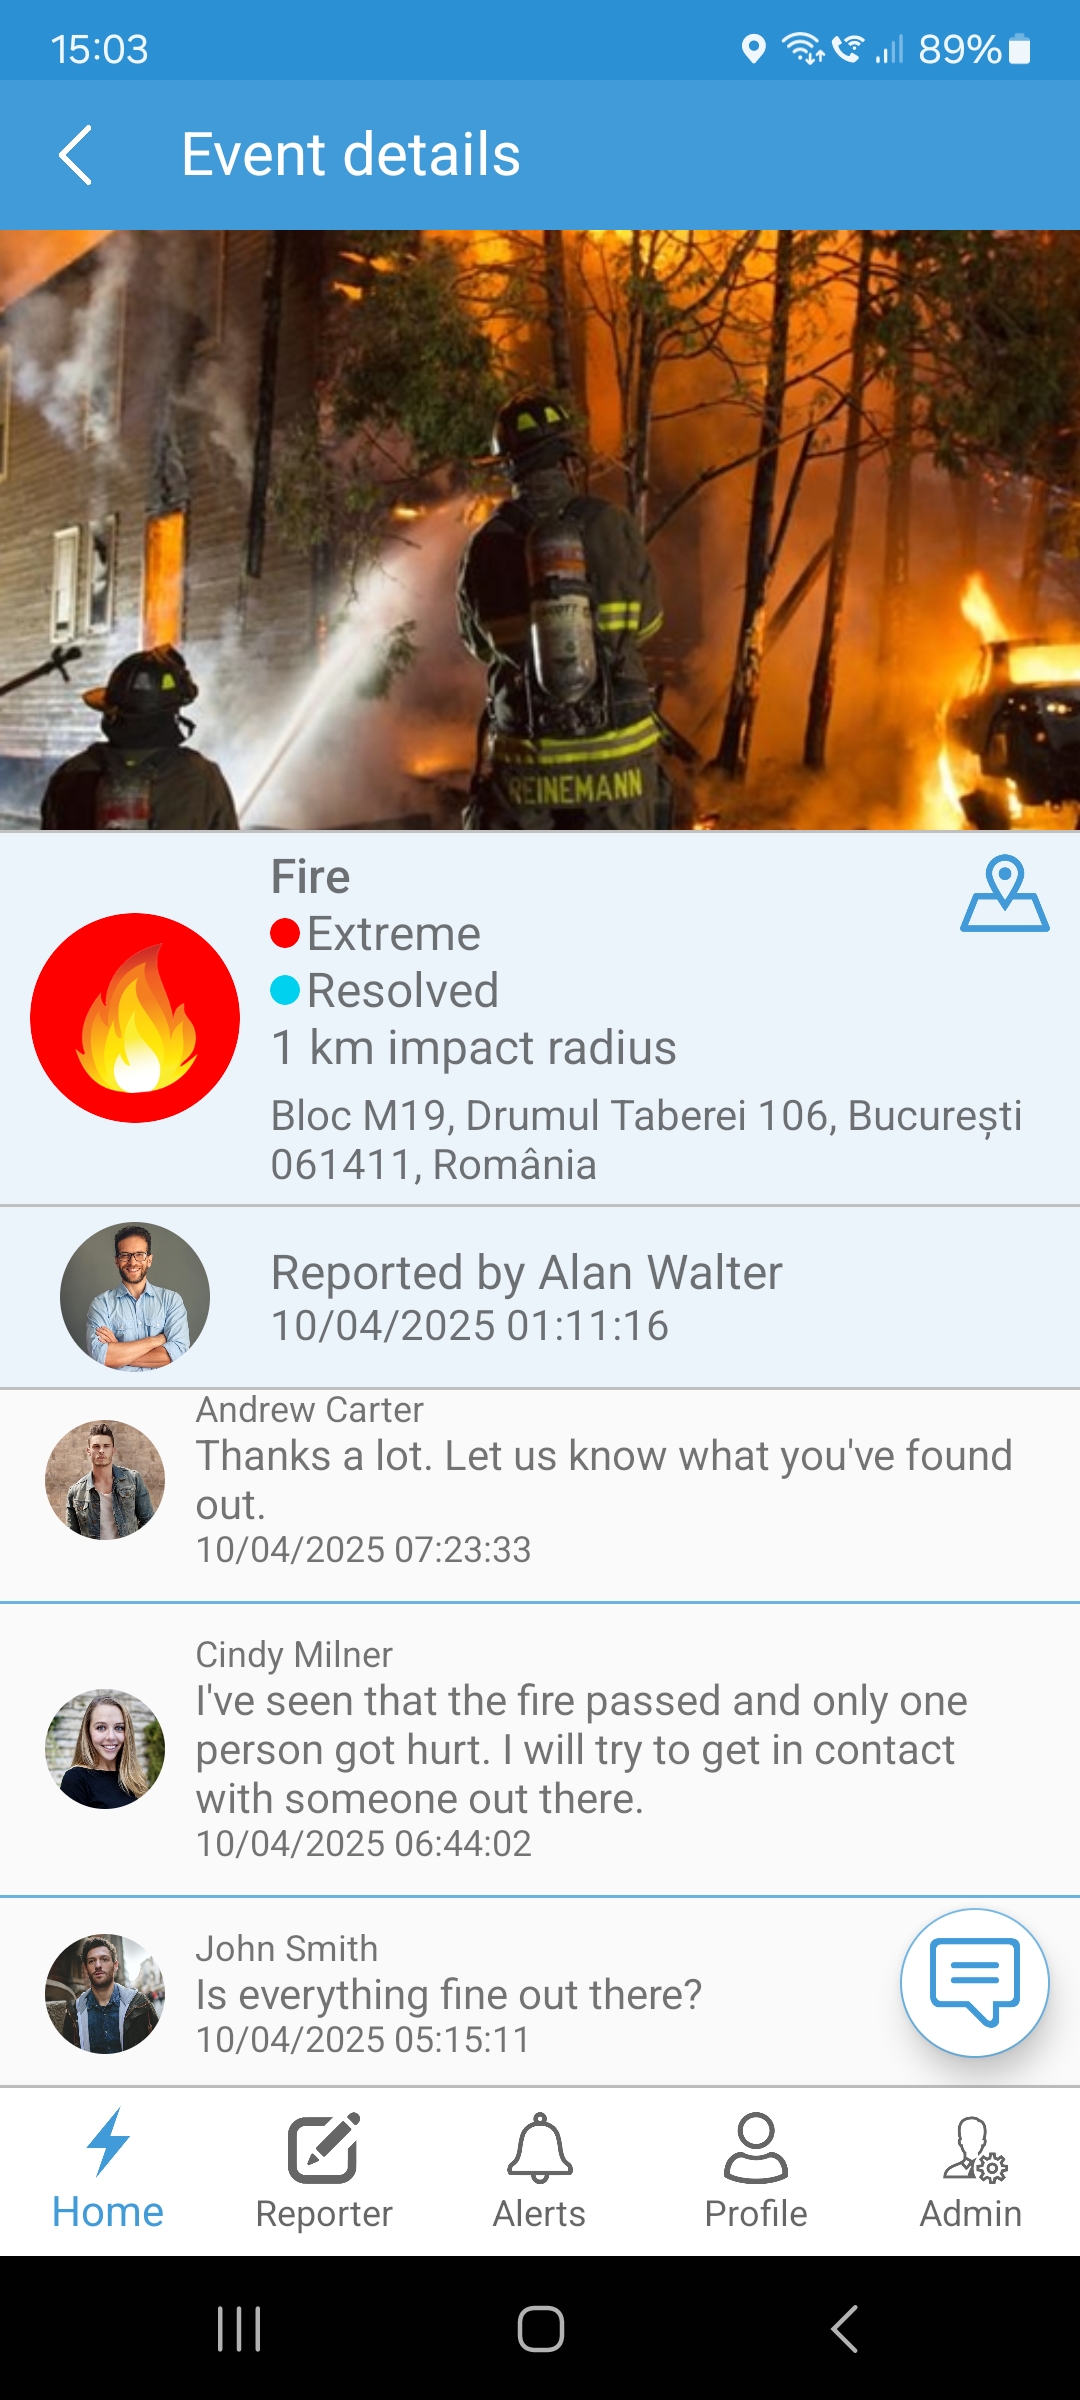 15:03
89%
Event details
REINEMANN
Fire
Extreme
Resolved
1 km impact radius
Bloc M19, Drumul Taberei 106, București
061411, România
Reported by Alan Walter
10/04/2025 01:11:16
Andrew Carter
Thanks a lot. Let us know what you've found
out.
10/04/2025 07:23:33
Cindy Milner
I've seen that the fire passed and only one
person got hurt. I will try to get in contact
with someone out there.
10/04/2025 06:44:02
John Smith
Is everything fine out there?
10/04/2025 05:15:11
Home
Reporter
Alerts
Profile
Admin